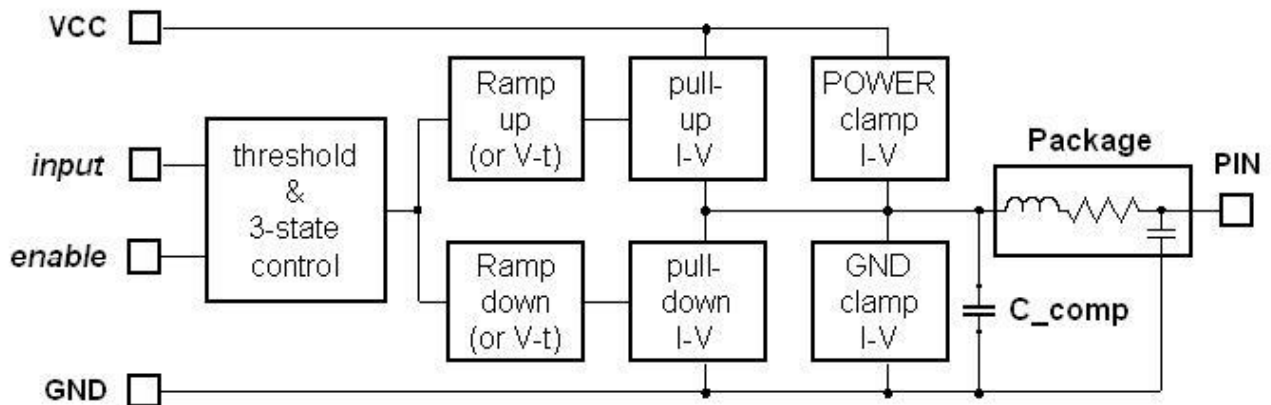 VCC
input
enable
GND
threshold
&
3-state
control
Ramp
up
(or V-t)
Ramp
down
(or V-t)
pull-
up
I-V
pull-
down
I-V
POWER
clamp
I-V
GND
clamp
I-V
C_comp
Package
PIN